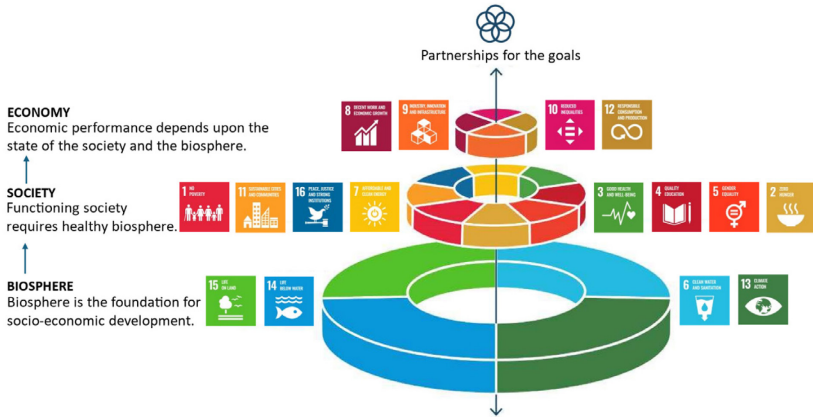 Partnerships for the goals
ECONOMY
Economic performance depends upon the
state of the society and the biosphere.
8 DECENT WORK AND
ECONOMIC GROWTH
9 INDUSTRY, INNOVATION
AND INFRASTRUCTURE
10 REDUCED
INEQUALITIES
12 RESPONSIBLE
CONSUMPTION
AND PRODUCTION
SOCIETY
Functioning society
requires healthy biosphere.
1 NO
POVERTY
11 SUSTAINABLE CITIES
AND COMMUNITIES
16 PEACE, JUSTICE
AND STRONG
INSTITUTIONS
7 AFFORDABLE AND
CLEAN ENERGY
3 GOOD HEALTH
AND WELL-BEING
4 QUALITY
EDUCATION
5 GENDER
EQUALITY
2 ZERO
HUNGER
BIOSPHERE
Biosphere is the foundation for
socio-economic development.
15 LIFE
ON LAND
14 LIFE
BELOW WATER
6 CLEAN WATER
AND SANITATION
13 CLIMATE
ACTION